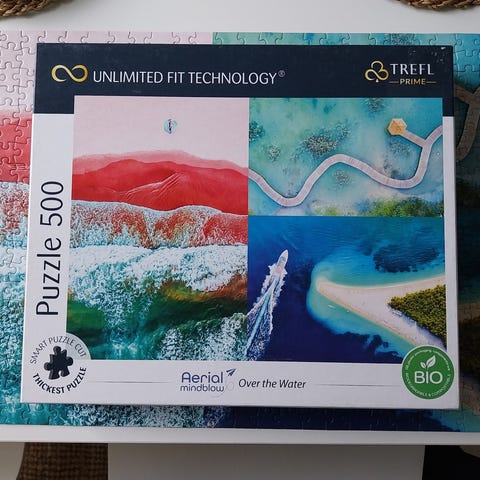 UNLIMITED FIT TECHNOLOGY®
TREFL
PRIME
Puzzle 500
SMART PUZZLE CUT
THICKEST PUZZLE
Aerial
mindblow
Over the Water
BIO